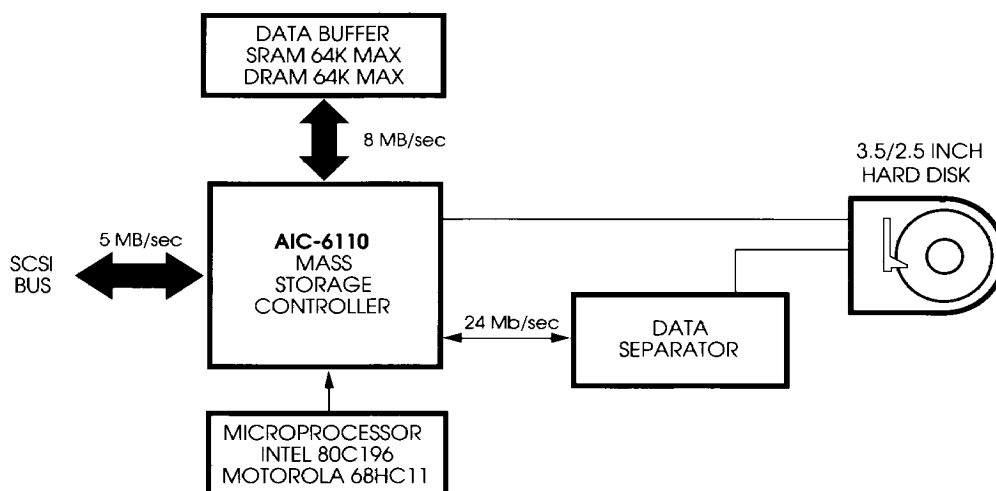 DATA BUFFER
SRAM 64K MAX
DRAM 64K MAX
8 MB/sec
3.5/2.5 INCH
HARD DISK
5 MB/sec
SCSI
BUS
AIC-6110
MASS
STORAGE
CONTROLLER
24 Mb/sec
DATA
SEPARATOR
MICROPROCESSOR
INTEL 80C196
MOTOROLA 68HC11